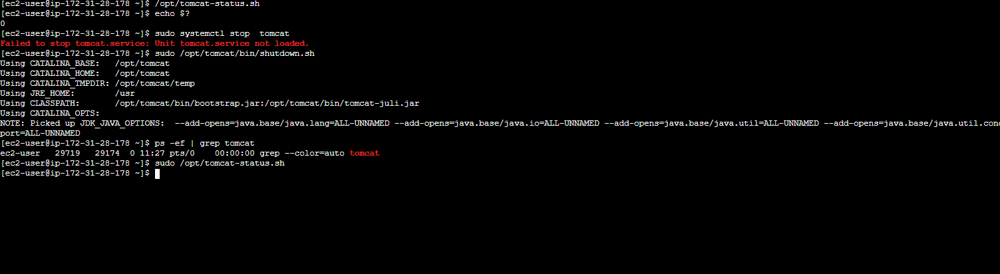 [ec2-user@ip-172-31-28-178 ~]$ /opt/tomcat-status.sh
[ec2-user@ip-172-31-28-178 ~]$ echo $?
0
[ec2-user@ip-172-31-28-178 ~]$ sudo systemctl stop  tomcat
Failed to stop tomcat.service: Unit tomcat.service not loaded.
[ec2-user@ip-172-31-28-178 ~]$ sudo /opt/tomcat/bin/shutdown.sh
Using CATALINA_BASE:   /opt/tomcat
Using CATALINA_HOME:   /opt/tomcat
Using CATALINA_TMPDIR: /opt/tomcat/temp
Using JRE_HOME:        /usr
Using CLASSPATH:       /opt/tomcat/bin/bootstrap.jar:/opt/tomcat/bin/tomcat-juli.jar
Using CATALINA_OPTS:
NOTE: Picked up JDK_JAVA_OPTIONS:  --add-opens=java.base/java.lang=ALL-UNNAMED --add-opens=java.base/java.io=ALL-UNNAMED --add-opens=java.base/java.util=ALL-UNNAMED --add-opens=java.base/java.util.conc
port=ALL-UNNAMED
[ec2-user@ip-172-31-28-178 ~]$ ps -ef | grep tomcat
ec2-user   29719   29174  0 11:27 pts/0    00:00:00 grep --color=auto tomcat
[ec2-user@ip-172-31-28-178 ~]$ sudo /opt/tomcat-status.sh
[ec2-user@ip-172-31-28-178 ~]$